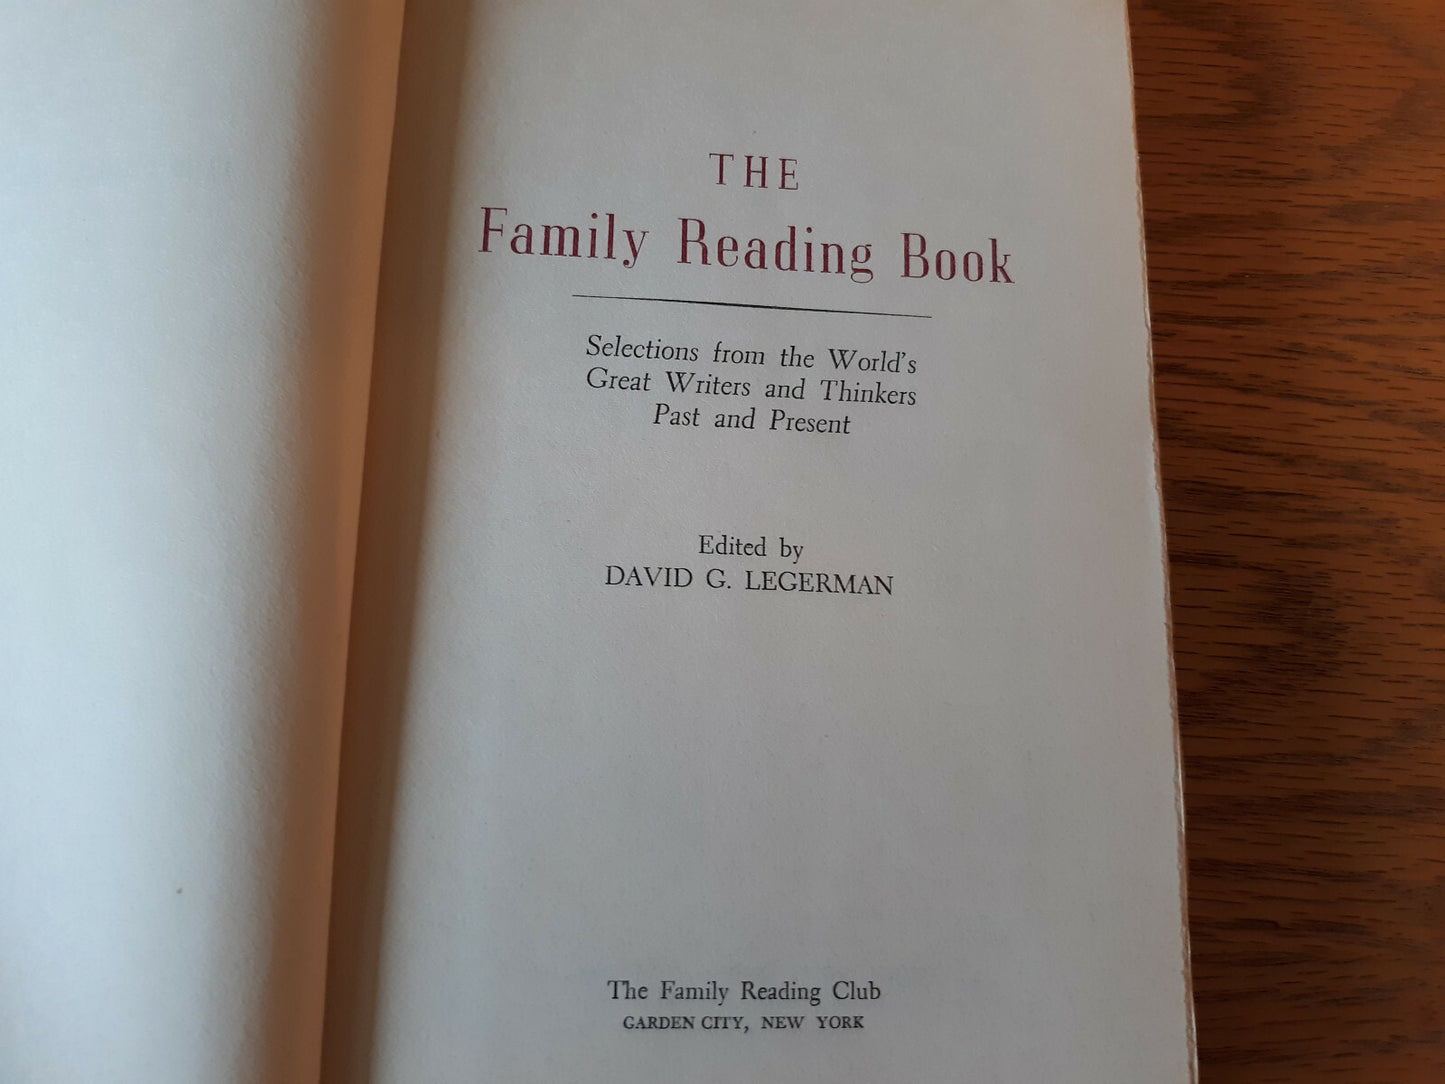 THE
Family Reading Book
Selections from the World's
Great Writers and Thinkers
Past and Present
Edited by
DAVID G. LEGERMAN
The Family Reading Club
GARDEN CITY, NEW YORK